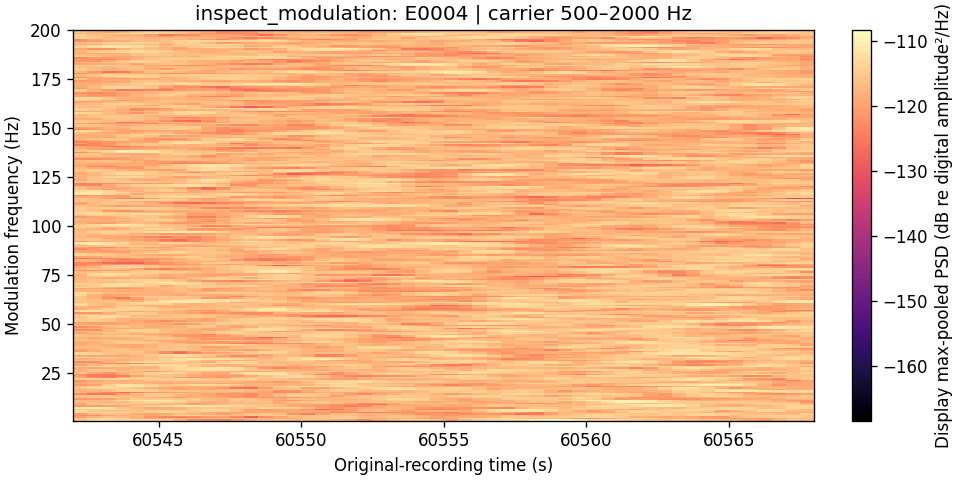 inspect_modulation: E0004 | carrier 500–2000 Hz
200
175
150
125
100
75
50
25
Modulation frequency (Hz)
60545 60550 60555 60560 60565
Original-recording time (s)
−110
−120
−130
−140
−150
−160
Display max-pooled PSD (dB re digital amplitude²/Hz)